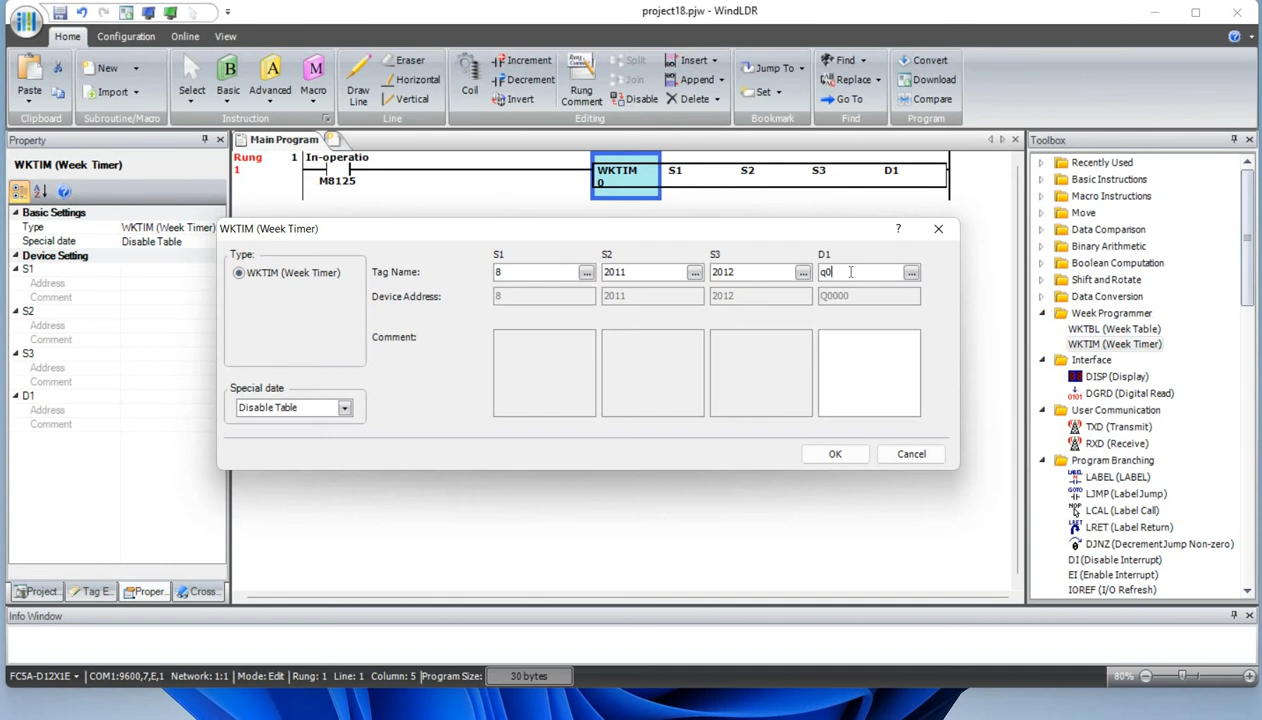 project18.pjw - WindLDR
Home
Configuration
Online
View
Paste
Clipboard
New
Import
Subroutine/Macro
Select
B
Basic
A
Advanced
M
Macro
Instruction
Draw
Line
Eraser
Horizontal
Vertical
Line
Coil
Increment
Decrement
Invert
Rung
Comment
Split
Join
Disable
Insert
Append
Delete
Editing
Jump To
Set
Bookmark
Find
Replace
Go To
Find
Convert
Download
Compare
Program
Property
WKTIM (Week Timer)
Basic Settings
Type WKTIM (Week Timer)
Special date Disable Table
Device Setting
S1
Address
Comment
S2
Address
Comment
S3
Address
Comment
D1
Address
Comment
Project
Tag E
Proper
Cross
Main Program
Rung 1 In-operatio
1
M8125
WKTIM S1 S2 S3 D1
0
WKTIM (Week Timer)
?
Type:
WKTIM (Week Timer)
S1 S2 S3 D1
Tag Name: 8 ... 2011 ... 2012 ... q0 ...
Device Address: 8 2011 2012 Q0000
Comment:
Special date
Disable Table
OK Cancel
Toolbox
Recently Used
Basic Instructions
Macro Instructions
Move
Data Comparison
Binary Arithmetic
Boolean Computation
Shift and Rotate
Data Conversion
Week Programmer
WKTBL (Week Table)
WKTIM (Week Timer)
Interface
DISP (Display)
DGRD (Digital Read)
User Communication
TXD (Transmit)
RXD (Receive)
Program Branching
LABEL (LABEL)
LJMP (Label Jump)
LCAL (Label Call)
LRET (Label Return)
DJNZ (Decrement Jump Non-zero)
DI (Disable Interrupt)
EI (Enable Interrupt)
IOREF (I/O Refresh)
Info Window
FC5A-D12X1E COM1:9600,7,E,1 Network: 1:1 Mode: Edit Rung: 1 Line: 1 Column: 5 Program Size: 30 bytes 80%